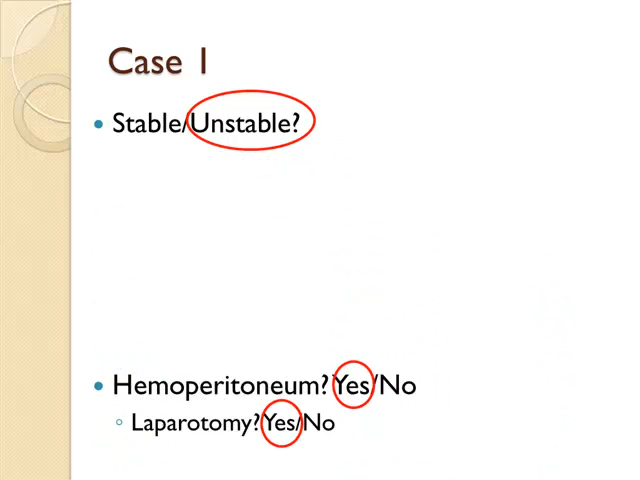 Case 1
Stable/Unstable?
Hemoperitoneum? Yes/No
Laparotomy? Yes/No